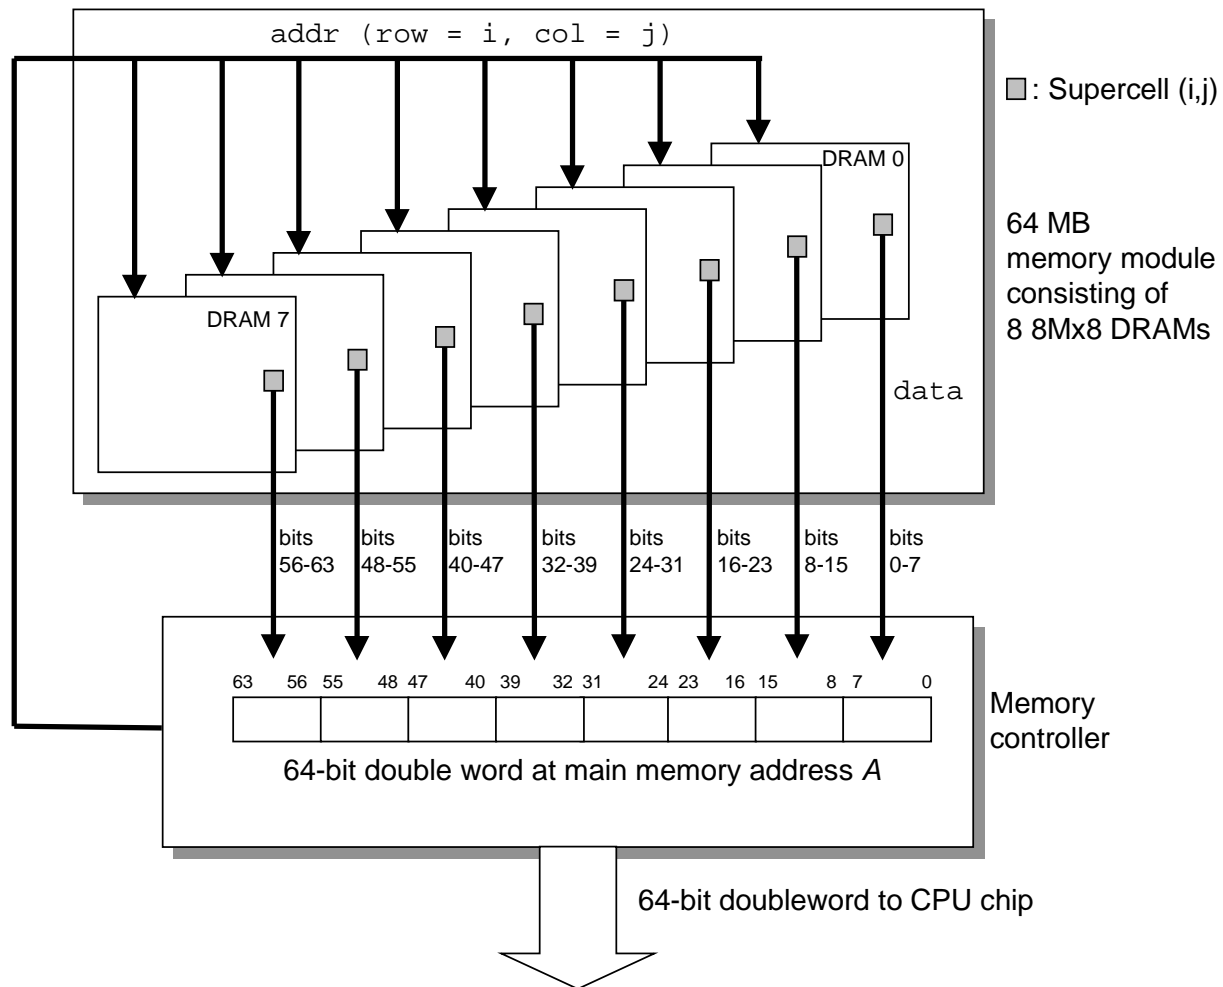 addr (row = i, col = j)
: Supercell (i,j)
DRAM 0
64 MB
memory module
consisting of
8 8Mx8 DRAMs
DRAM 7
data
bits
56-63
bits
48-55
bits
40-47
bits
32-39
bits
24-31
bits
16-23
bits
8-15
bits
0-7
63 56 55 48 47 40 39 32 31 24 23 16 15 8 7 0
Memory
controller
64-bit double word at main memory address A
64-bit doubleword to CPU chip